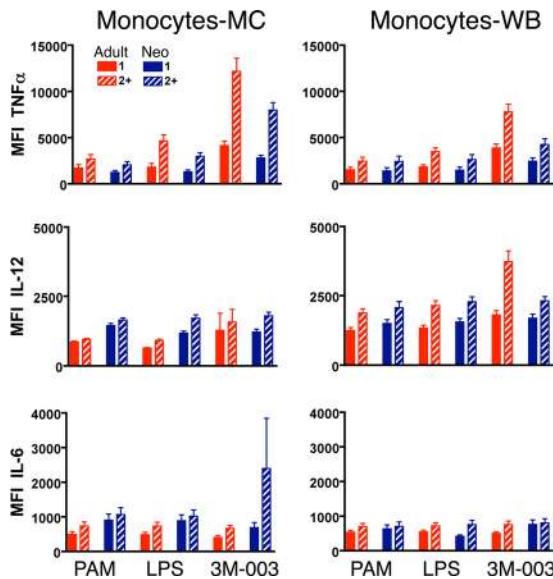 Monocytes-MC Monocytes-WB
MFI TNFα
15000 15000
Adult Neo
1 1
2+ 2+
10000 10000
5000 5000
0 0
MFI IL-12
5000 5000
2500 2500
0 0
MFI IL-6
4000 4000
3000 3000
2000 2000
1000 1000
0 0
PAM LPS 3M-003 PAM LPS 3M-003